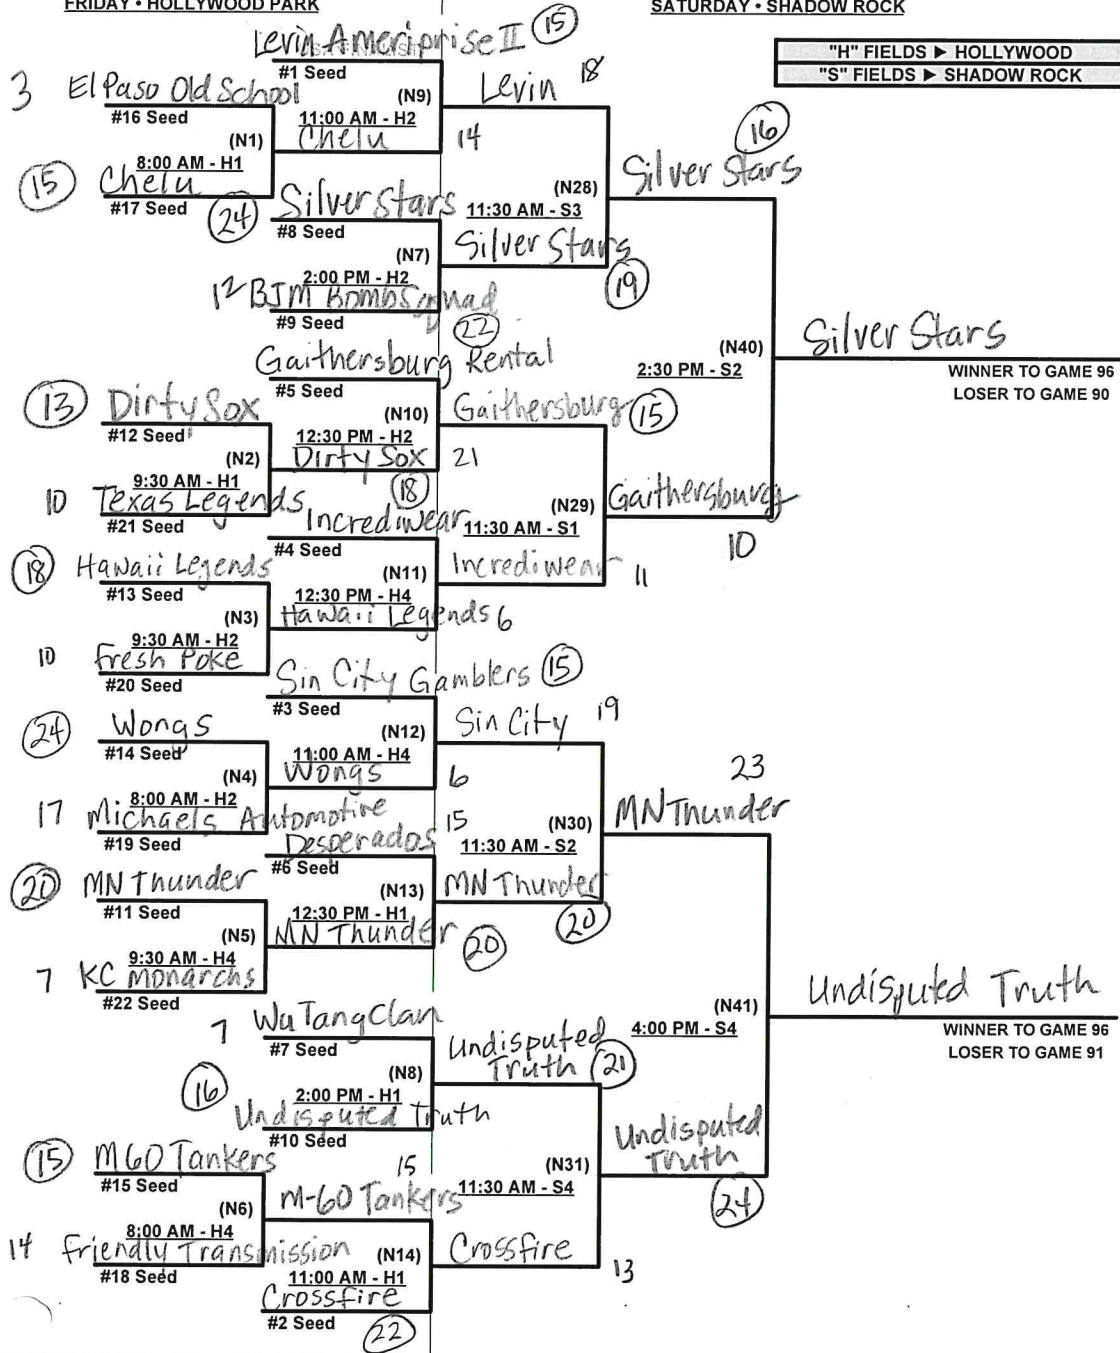 FRIDAY • HOLLYWOOD PARK
SATURDAY • SHADOW ROCK
Levin Ameriprise II 15
#1 Seed
"H" FIELDS ► HOLLYWOOD
"S" FIELDS ► SHADOW ROCK
3 El Paso Old School
#16 Seed
(N9)
11:00 AM - H2
Levin 18
(N1)
8:00 AM - H1
Chelu 14
15 Chelu
#17 Seed
24 Silver Stars
#8 Seed
(N28)
11:30 AM - S3
16
Silver Stars
(N7)
2:00 PM - H2
Silver Stars
19
12 BJM Bomb Squad
#9 Seed
22
Gaithersburg Rental
#5 Seed
(N40)
2:30 PM - S2
Silver Stars
WINNER TO GAME 96
LOSER TO GAME 90
13 Dirty Sox
#12 Seed
(N10)
12:30 PM - H2
Gaithersburg 15
(N2)
9:30 AM - H1
Dirty Sox 21
10 Texas Legends
#21 Seed
18
Incrediwear
#4 Seed
(N29)
11:30 AM - S1
Gaithersburg
10
18 Hawaii Legends
#13 Seed
(N11)
12:30 PM - H4
Incrediwear 11
(N3)
9:30 AM - H2
Hawaii Legends 6
10 Fresh Poke
#20 Seed
Sin City Gamblers 15
#3 Seed
24 Wongs
#14 Seed
(N12)
11:00 AM - H4
Sin City 19
(N4)
8:00 AM - H2
Wongs 6
17 Michaels Automotive
#19 Seed
Desperados 15
#6 Seed
(N30)
11:30 AM - S2
23
MN Thunder
20 MN Thunder
#11 Seed
(N13)
12:30 PM - H1
MN Thunder
20
(N5)
9:30 AM - H4
MN Thunder 20
7 KC Monarchs
#22 Seed
7 Wu Tang Clan
#7 Seed
(N41)
4:00 PM - S4
Undisputed Truth
WINNER TO GAME 96
LOSER TO GAME 91
(N8)
2:00 PM - H1
Undisputed
Truth 21
16
Undisputed Truth
#10 Seed
15 M60 Tankers
#15 Seed
15
M-60 Tankers
(N31)
11:30 AM - S4
Undisputed
Truth
24
(N6)
8:00 AM - H4
14 Friendly Transmission
#18 Seed
(N14)
11:00 AM - H1
Crossfire 13
Crossfire
#2 Seed
22